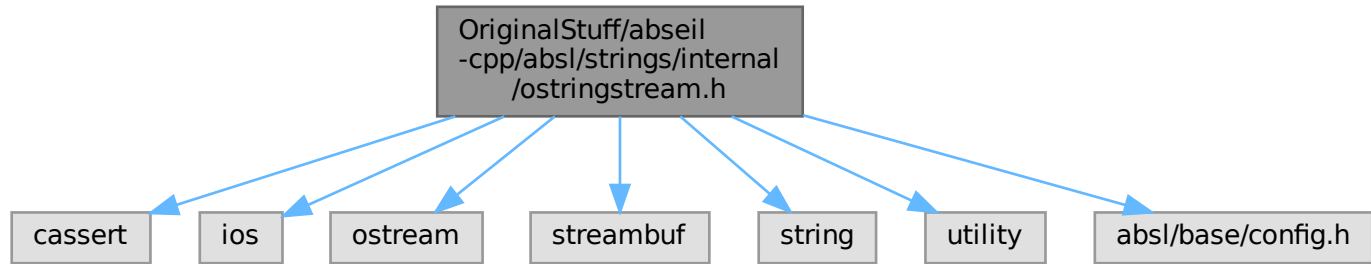 OriginalStuff/abseil
-cpp/absl/strings/internal
/ostringstream.h
cassert
ios
ostream
streambuf
string
utility
absl/base/config.h